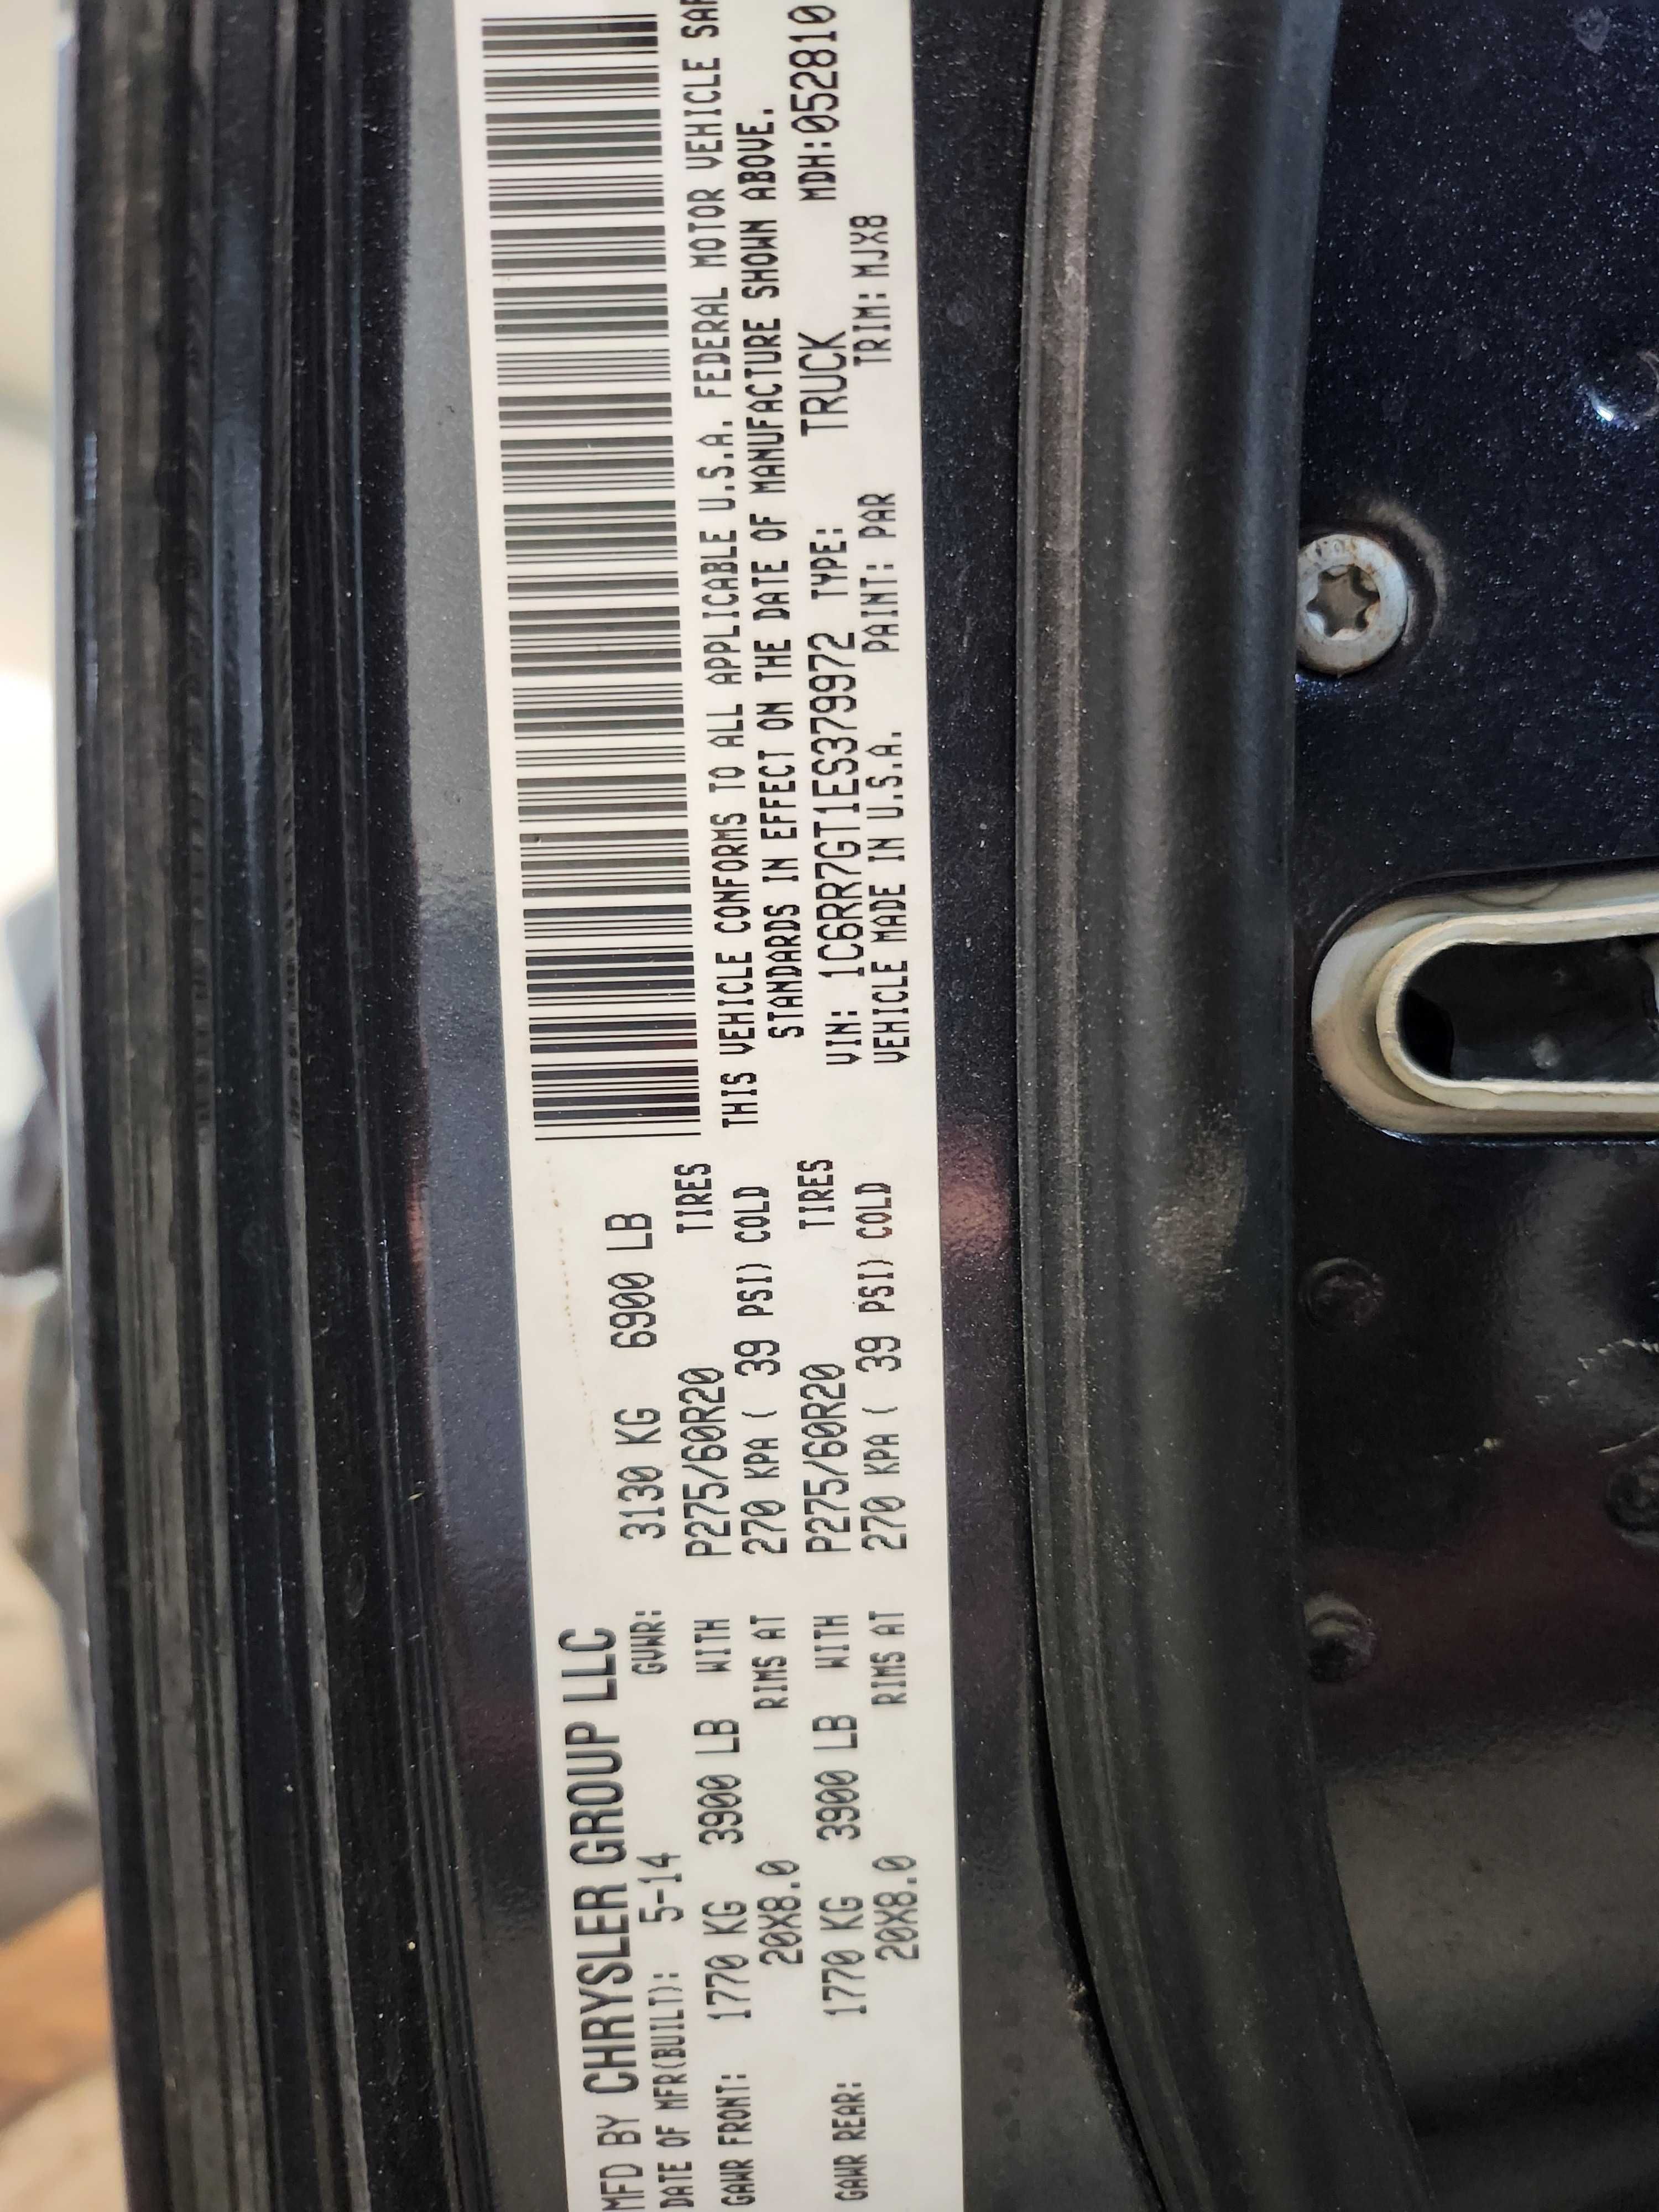 MFD BY CHRYSLER GROUP LLC
DATE OF MFR(BUILT): 5-14 GVWR: 3130 KG 6900 LB
GAWR FRONT: 1770 KG 3900 LB WITH P275/60R20 TIRES
20X8.0 RIMS AT 270 KPA ( 39 PSI) COLD
GAWR REAR: 1770 KG 3900 LB WITH P275/60R20 TIRES
20X8.0 RIMS AT 270 KPA ( 39 PSI) COLD
THIS VEHICLE CONFORMS TO ALL APPLICABLE U.S.A. FEDERAL MOTOR VEHICLE
STANDARDS IN EFFECT ON THE DATE OF MANUFACTURE SHOWN ABOVE.
VIN: 1C6RR7GT1ES379972 TYPE: TRUCK MDH:052810
VEHICLE MADE IN U.S.A. PAINT: PAR TRIM: MJX8